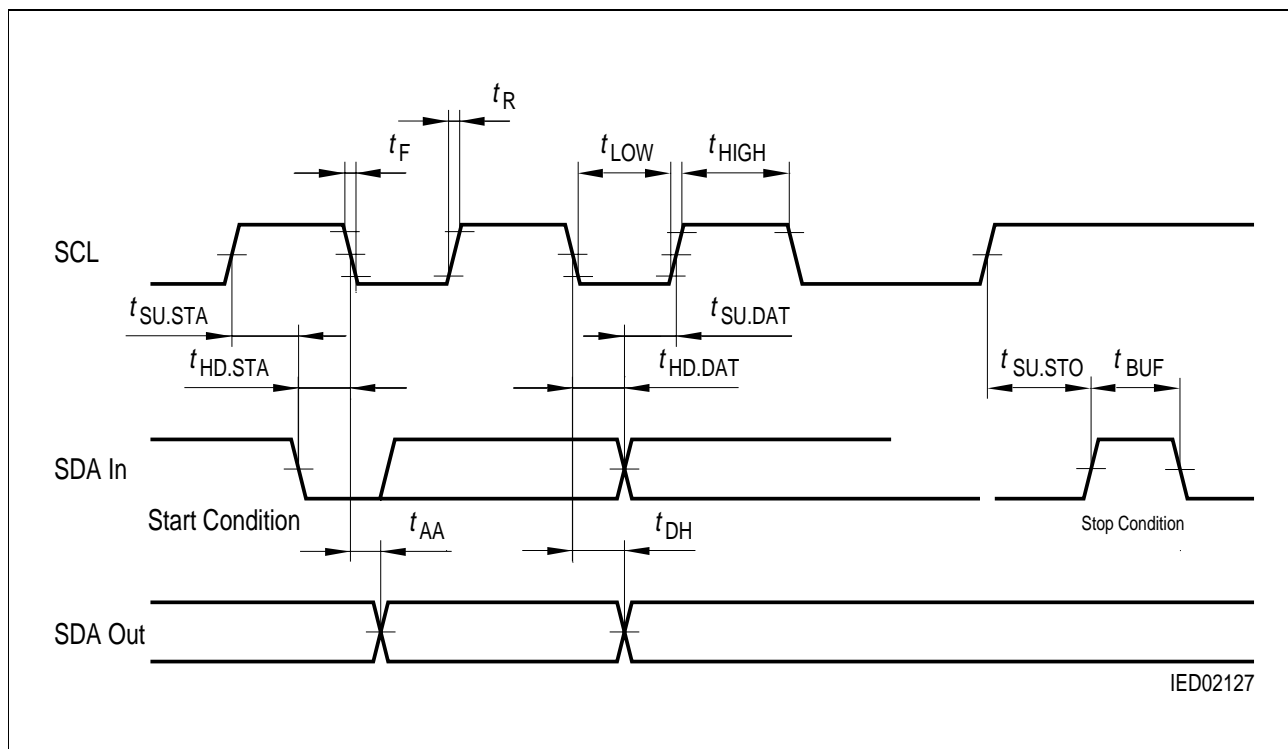 tR
tF
tLOW
tHIGH
SCL
tSU.STA
tSU.DAT
tHD.STA
tHD.DAT
tSU.STO
tBUF
SDA In
Start Condition
Stop Condition
tAA
tDH
SDA Out
IED02127